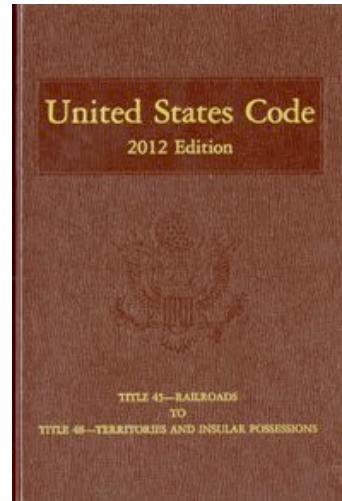 United States Code
2012 Edition
TITLE 45—RAILROADS
TO
TITLE 48—TERRITORIES AND INSULAR POSSESSIONS